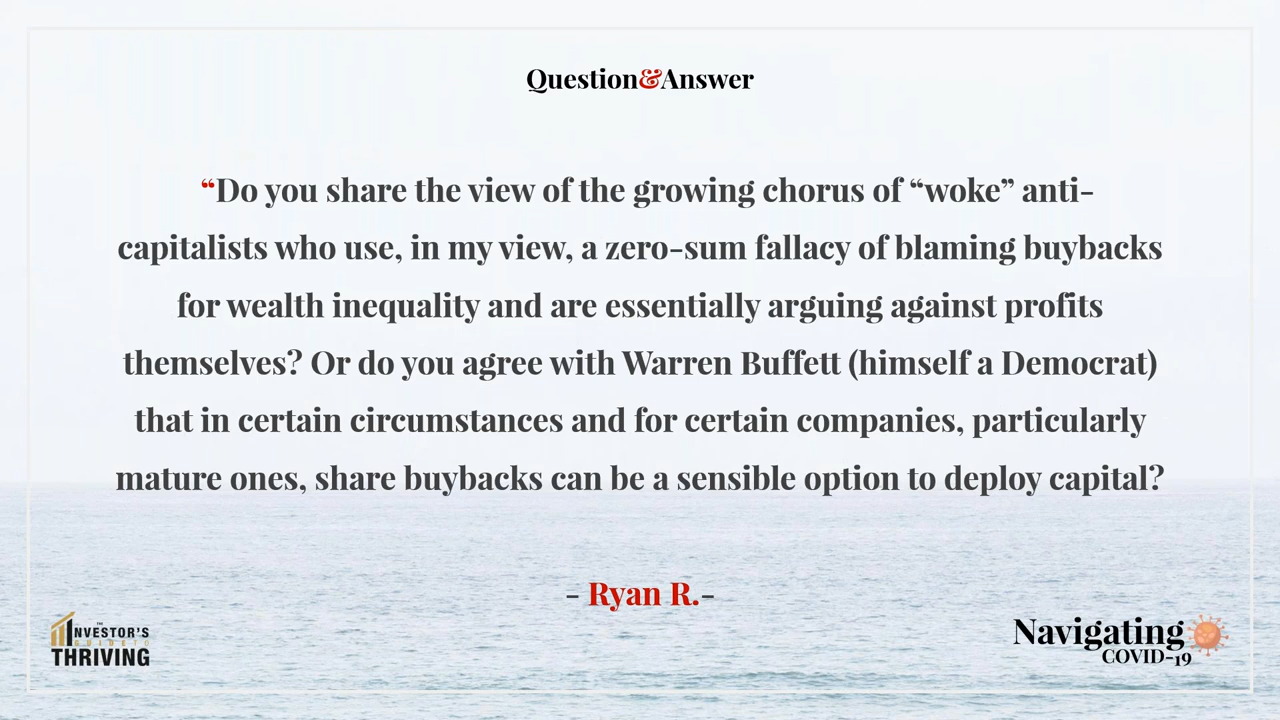 Question&Answer
“Do you share the view of the growing chorus of “woke” anti-
capitalists who use, in my view, a zero-sum fallacy of blaming buybacks
for wealth inequality and are essentially arguing against profits
themselves? Or do you agree with Warren Buffett (himself a Democrat)
that in certain circumstances and for certain companies, particularly
mature ones, share buybacks can be a sensible option to deploy capital?
- Ryan R.-
THE
INVESTOR'S
GUIDE TO
THRIVING
Navigating
COVID-19